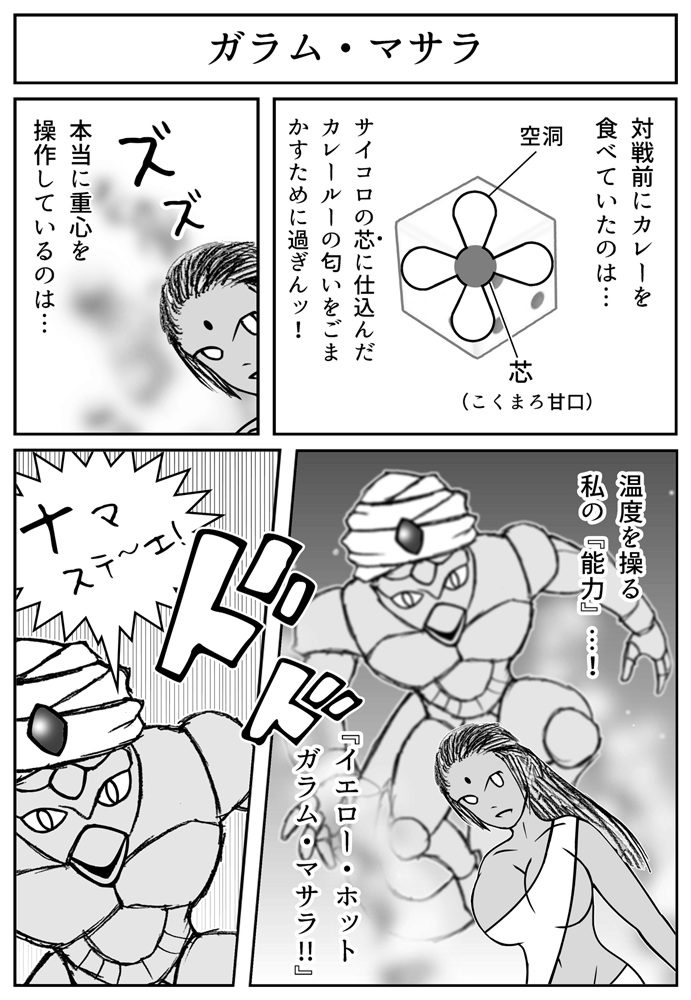 ガラム・マサラ
対戦前にカレーを
食べていたのは…
空洞
芯
（こくまろ甘口）
サイコロの芯に仕込んだ
カレールーの匂いをごま
かすために過ぎんッ！
ズズ
本当に重心を
操作しているのは…
温度を操る
私の『能力』…！
『イエロー・ホット
ガラム・マサラ!!』
ドドド
ナマ
ステ〜エ!